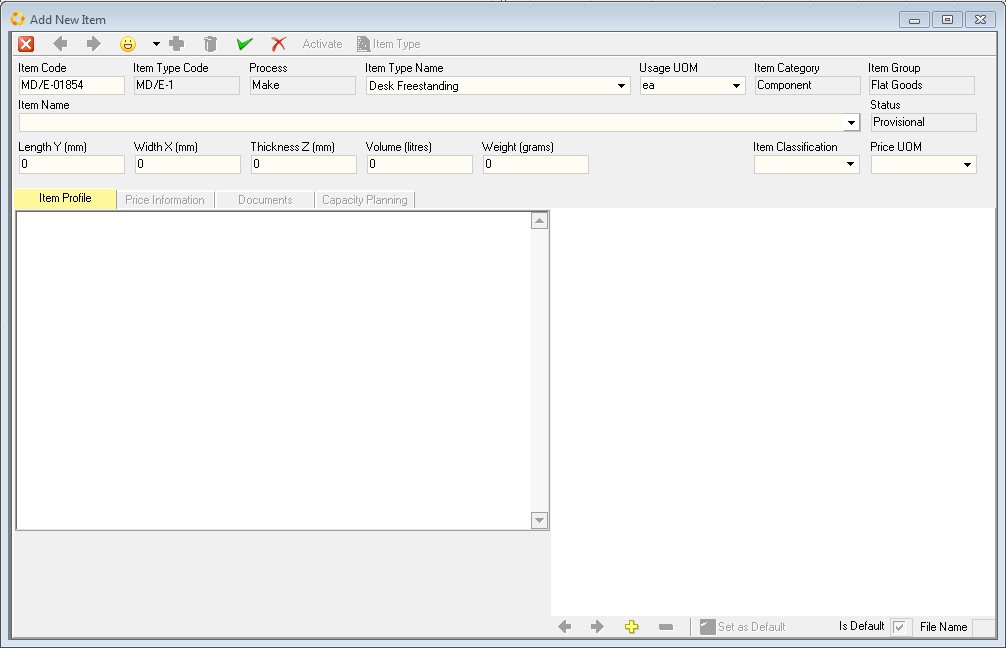 Add New Item
Activate Item Type
Item Code Item Type Code Process Item Type Name Usage UOM Item Category Item Group
MD/E-01854 MD/E-1 Make Desk Freestanding ea Component Flat Goods
Item Name Status
Provisional
Length Y (mm) Width X (mm) Thickness Z (mm) Volume (litres) Weight (grams) Item Classification Price UOM
0 0 0 0 0
Item Profile Price Information Documents Capacity Planning
Set as Default Is Default File Name